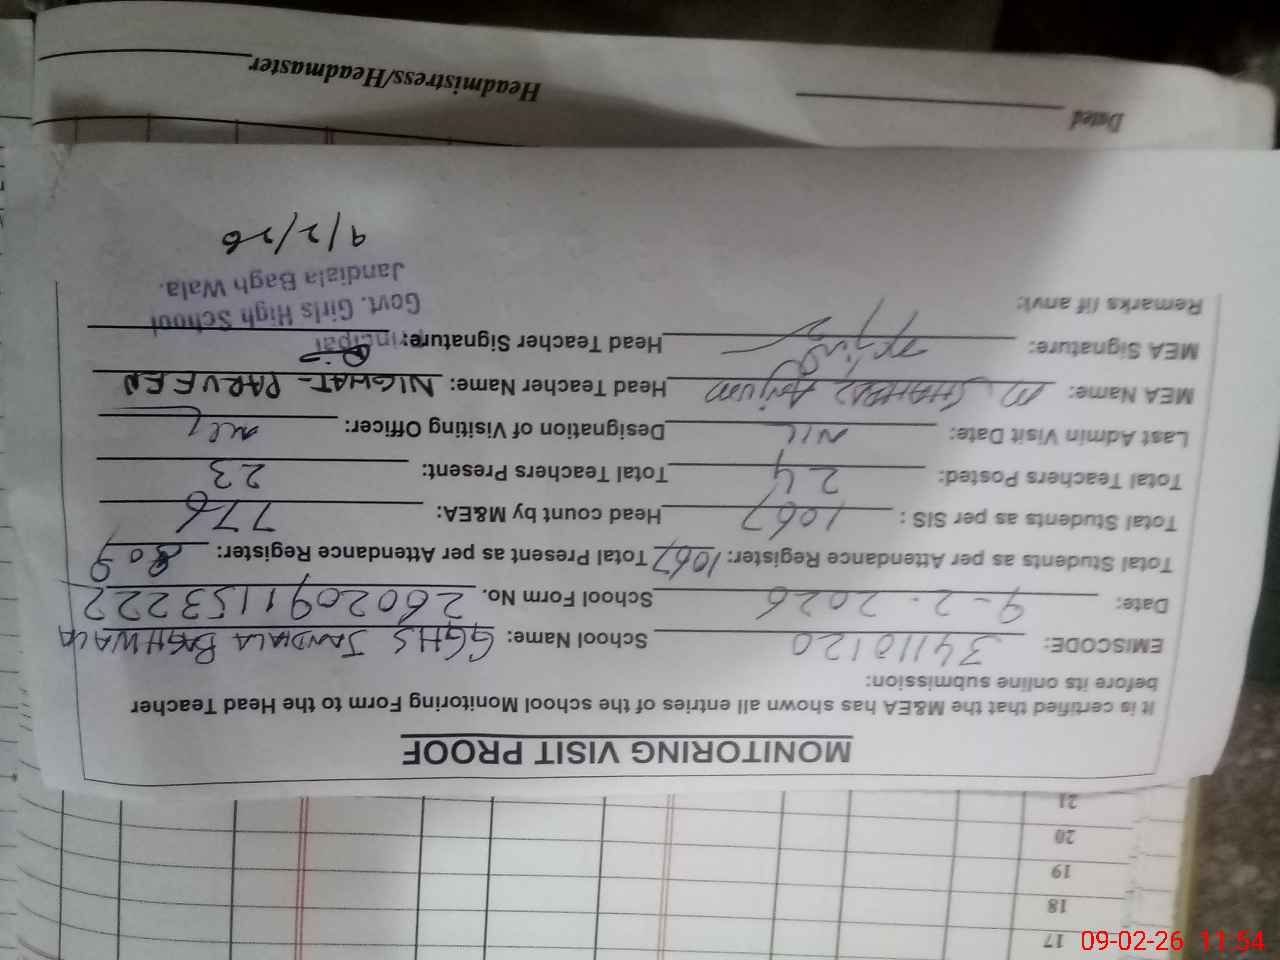 MONITORING VISIT PROOF
It is certified that the M&EA has shown all entries of the school Monitoring Form to the Head Teacher
before its online submission:
EMISCODE: 34110120 School Name: GGHS JANDIALA BAGHWALA
Date: 9-2-2026 School Form No. 2602091153222
Total Students as per Attendance Register: 1067 Total Present as per Attendance Register: 809
Total Students as per SIS: 1067 Head count by M&EA: 776
Total Teachers Posted: 24 Total Teachers Present: 23
Last Admin Visit Date: NIL Designation of Visiting Officer:
MEA Name: M. Anjum Head Teacher Name: NIGHAT PARVEEN
MEA Signature: Head Teacher Signature:
Remarks (if any):
Govt. Girls High School
Jandiala Bagh Wala.
9/2/26
Dated Headmistress/Headmaster
17
18
19
20
21
09-02-26 11:54